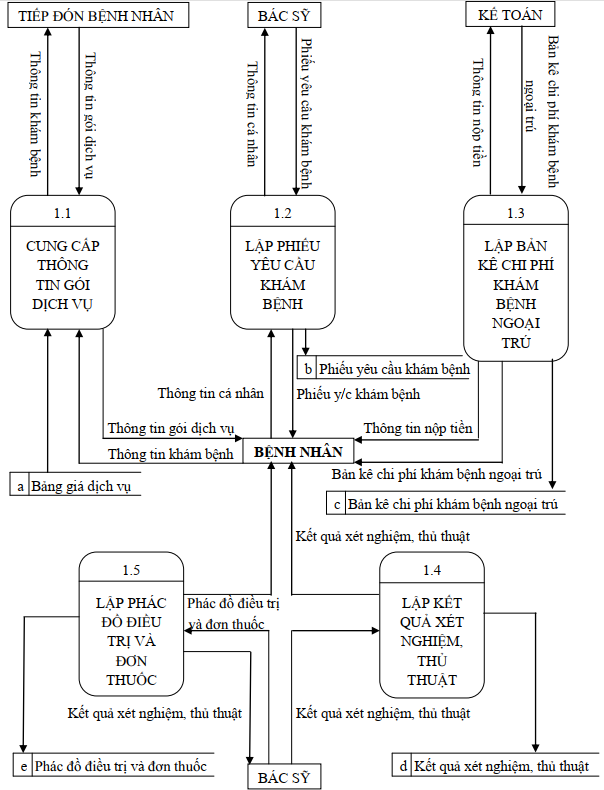 TIẾP ĐÓN BỆNH NHÂN
BÁC SỸ
KẾ TOÁN
Thông tin khám bệnh
Thông tin gói dịch vụ
Thông tin cá nhân
Phiếu yêu cầu khám bệnh
Thông tin nộp tiền
Bản kê chi phí khám bệnh
ngoại trú
1.1
CUNG CẤP
THÔNG
TIN GÓI
DỊCH VỤ
1.2
LẬP PHIẾU
YÊU CẦU
KHÁM
BỆNH
1.3
LẬP BẢN
KÊ CHI PHÍ
KHÁM
BỆNH
NGOẠI
TRÚ
b Phiếu yêu cầu khám bệnh
Thông tin cá nhân
Phiếu y/c khám bệnh
Thông tin gói dịch vụ
Thông tin nộp tiền
BỆNH NHÂN
Thông tin khám bệnh
Bản kê chi phí khám bệnh ngoại trú
a Bảng giá dịch vụ
c Bản kê chi phí khám bệnh ngoại trú
Kết quả xét nghiệm, thủ thuật
1.5
LẬP PHÁC
ĐỒ ĐIỀU
TRỊ VÀ
ĐƠN
THUỐC
Phác đồ điều trị
và đơn thuốc
1.4
LẬP KẾT
QUẢ XÉT
NGHIỆM,
THỦ
THUẬT
Kết quả xét nghiệm, thủ thuật
Kết quả xét nghiệm, thủ thuật
e Phác đồ điều trị và đơn thuốc
BÁC SỸ
d Kết quả xét nghiệm, thủ thuật